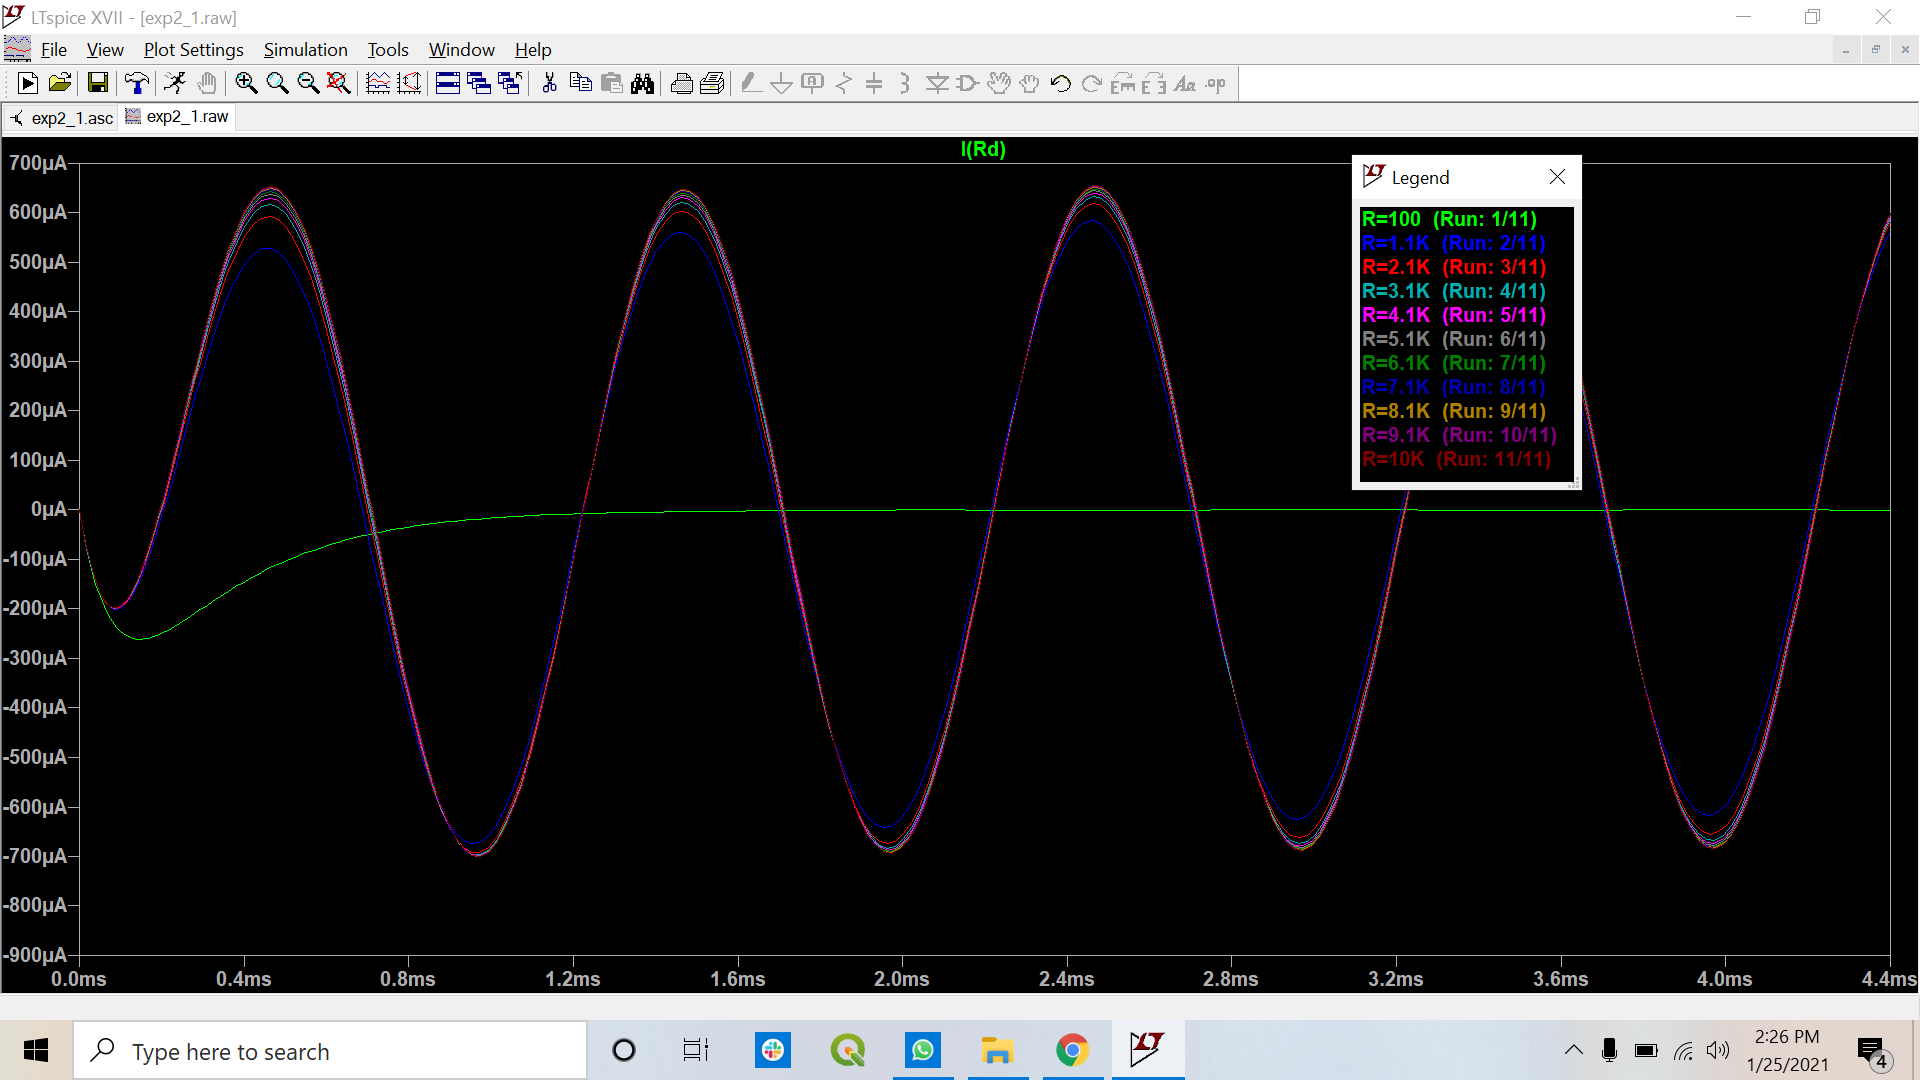 LTspice XVII - [exp2_1.raw]
File View Plot Settings Simulation Tools Window Help
exp2_1.asc exp2_1.raw
I(Rd)
700µA
600µA
500µA
400µA
300µA
200µA
100µA
0µA
-100µA
-200µA
-300µA
-400µA
-500µA
-600µA
-700µA
-800µA
-900µA
Legend
R=100 (Run: 1/11)
R=1.1K (Run: 2/11)
R=2.1K (Run: 3/11)
R=3.1K (Run: 4/11)
R=4.1K (Run: 5/11)
R=5.1K (Run: 6/11)
R=6.1K (Run: 7/11)
R=7.1K (Run: 8/11)
R=8.1K (Run: 9/11)
R=9.1K (Run: 10/11)
R=10K (Run: 11/11)
0.0ms 0.4ms 0.8ms 1.2ms 1.6ms 2.0ms 2.4ms 2.8ms 3.2ms 3.6ms 4.0ms 4.4ms
Type here to search
2:26 PM
1/25/2021
4